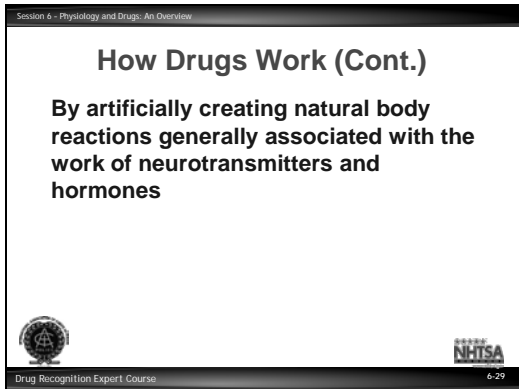 Session 6 - Physiology and Drugs: An Overview
How Drugs Work (Cont.)
By artificially creating natural body
reactions generally associated with the
work of neurotransmitters and
hormones
NHTSA
Drug Recognition Expert Course
6-29